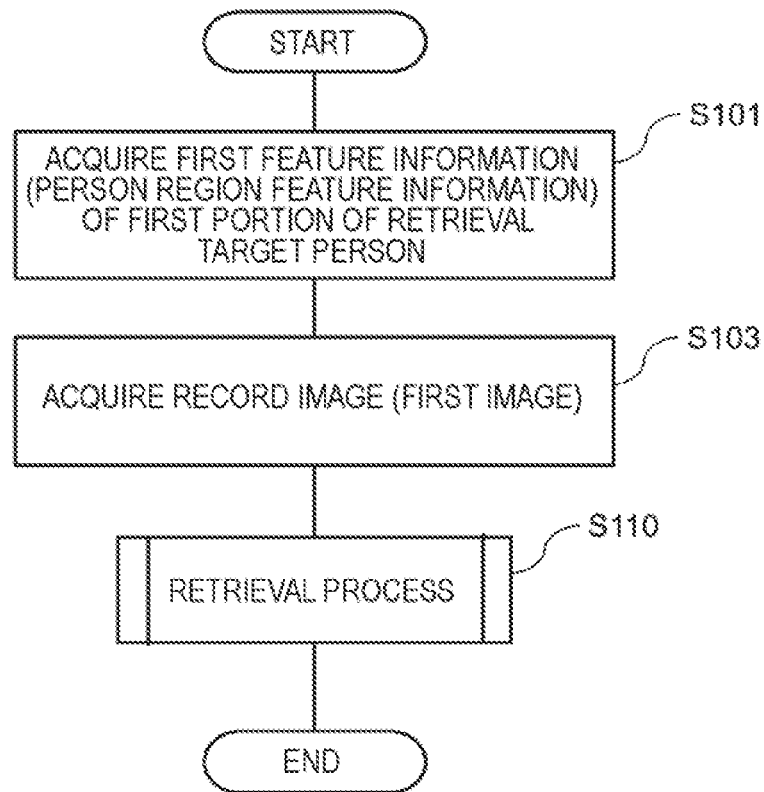 START
S101
ACQUIRE FIRST FEATURE INFORMATION
(PERSON REGION FEATURE INFORMATION)
OF FIRST PORTION OF RETRIEVAL
TARGET PERSON
S103
ACQUIRE RECORD IMAGE (FIRST IMAGE)
S110
RETRIEVAL PROCESS
END